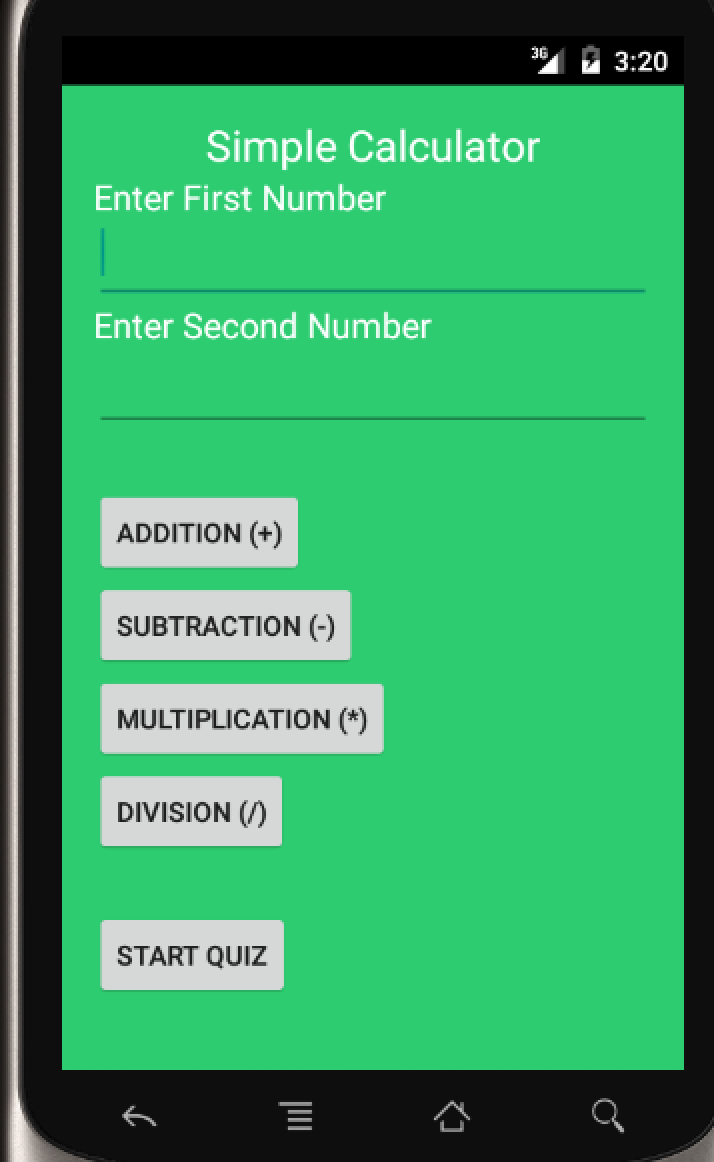 3G 3:20
Simple Calculator
Enter First Number
Enter Second Number
ADDITION (+)
SUBTRACTION (-)
MULTIPLICATION (*)
DIVISION (/)
START QUIZ